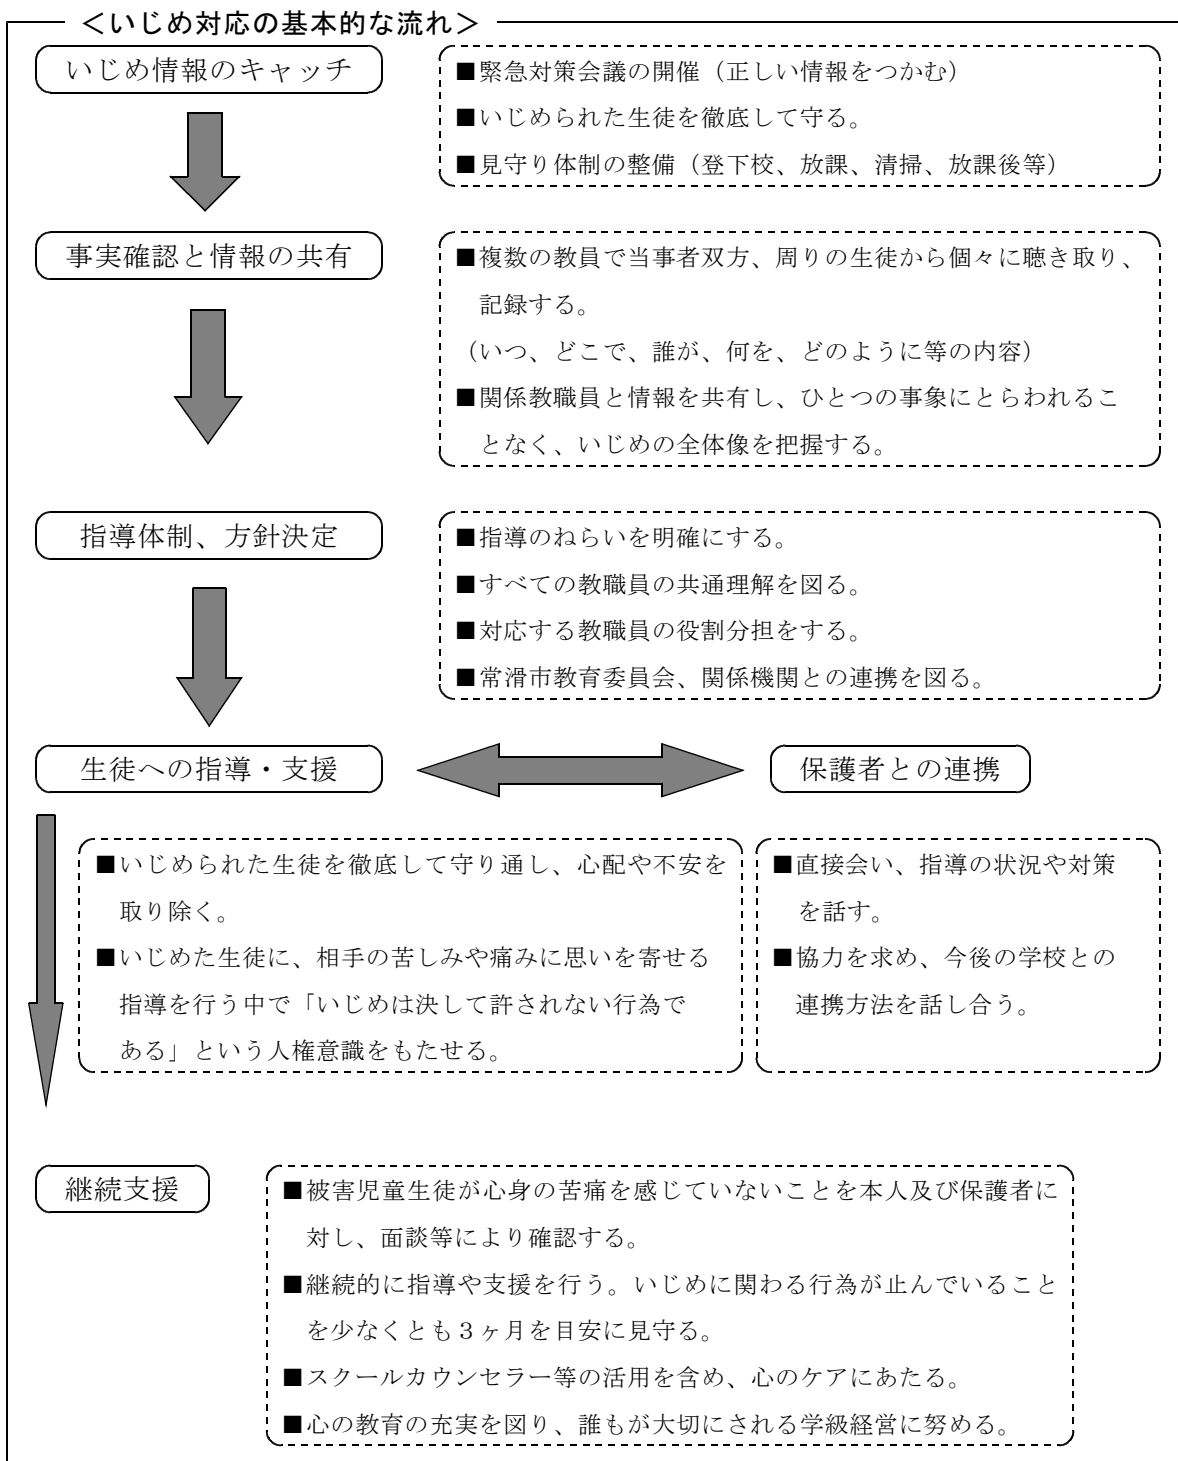 ＜いじめ対応の基本的な流れ＞
いじめ情報のキャッチ
■緊急対策会議の開催（正しい情報をつかむ）
■いじめられた生徒を徹底して守る。
■見守り体制の整備（登下校、放課、清掃、放課後等）
事実確認と情報の共有
■複数の教員で当事者双方、周りの生徒から個々に聴き取り、
記録する。
（いつ、どこで、誰が、何を、どのように等の内容）
■関係教職員と情報を共有し、ひとつの事象にとらわれるこ
となく、いじめの全体像を把握する。
指導体制、方針決定
■指導のねらいを明確にする。
■すべての教職員の共通理解を図る。
■対応する教職員の役割分担をする。
■常滑市教育委員会、関係機関との連携を図る。
生徒への指導・支援
保護者との連携
■いじめられた生徒を徹底して守り通し、心配や不安を
取り除く。
■いじめた生徒に、相手の苦しみや痛みに思いを寄せる
指導を行う中で「いじめは決して許されない行為で
ある」という人権意識をもたせる。
■直接会い、指導の状況や対策
を話す。
■協力を求め、今後の学校との
連携方法を話し合う。
継続支援
■被害児童生徒が心身の苦痛を感じていないことを本人及び保護者に
対し、面談等により確認する。
■継続的に指導や支援を行う。いじめに関わる行為が止んでいること
を少なくとも３ヶ月を目安に見守る。
■スクールカウンセラー等の活用を含め、心のケアにあたる。
■心の教育の充実を図り、誰もが大切にされる学級経営に努める。